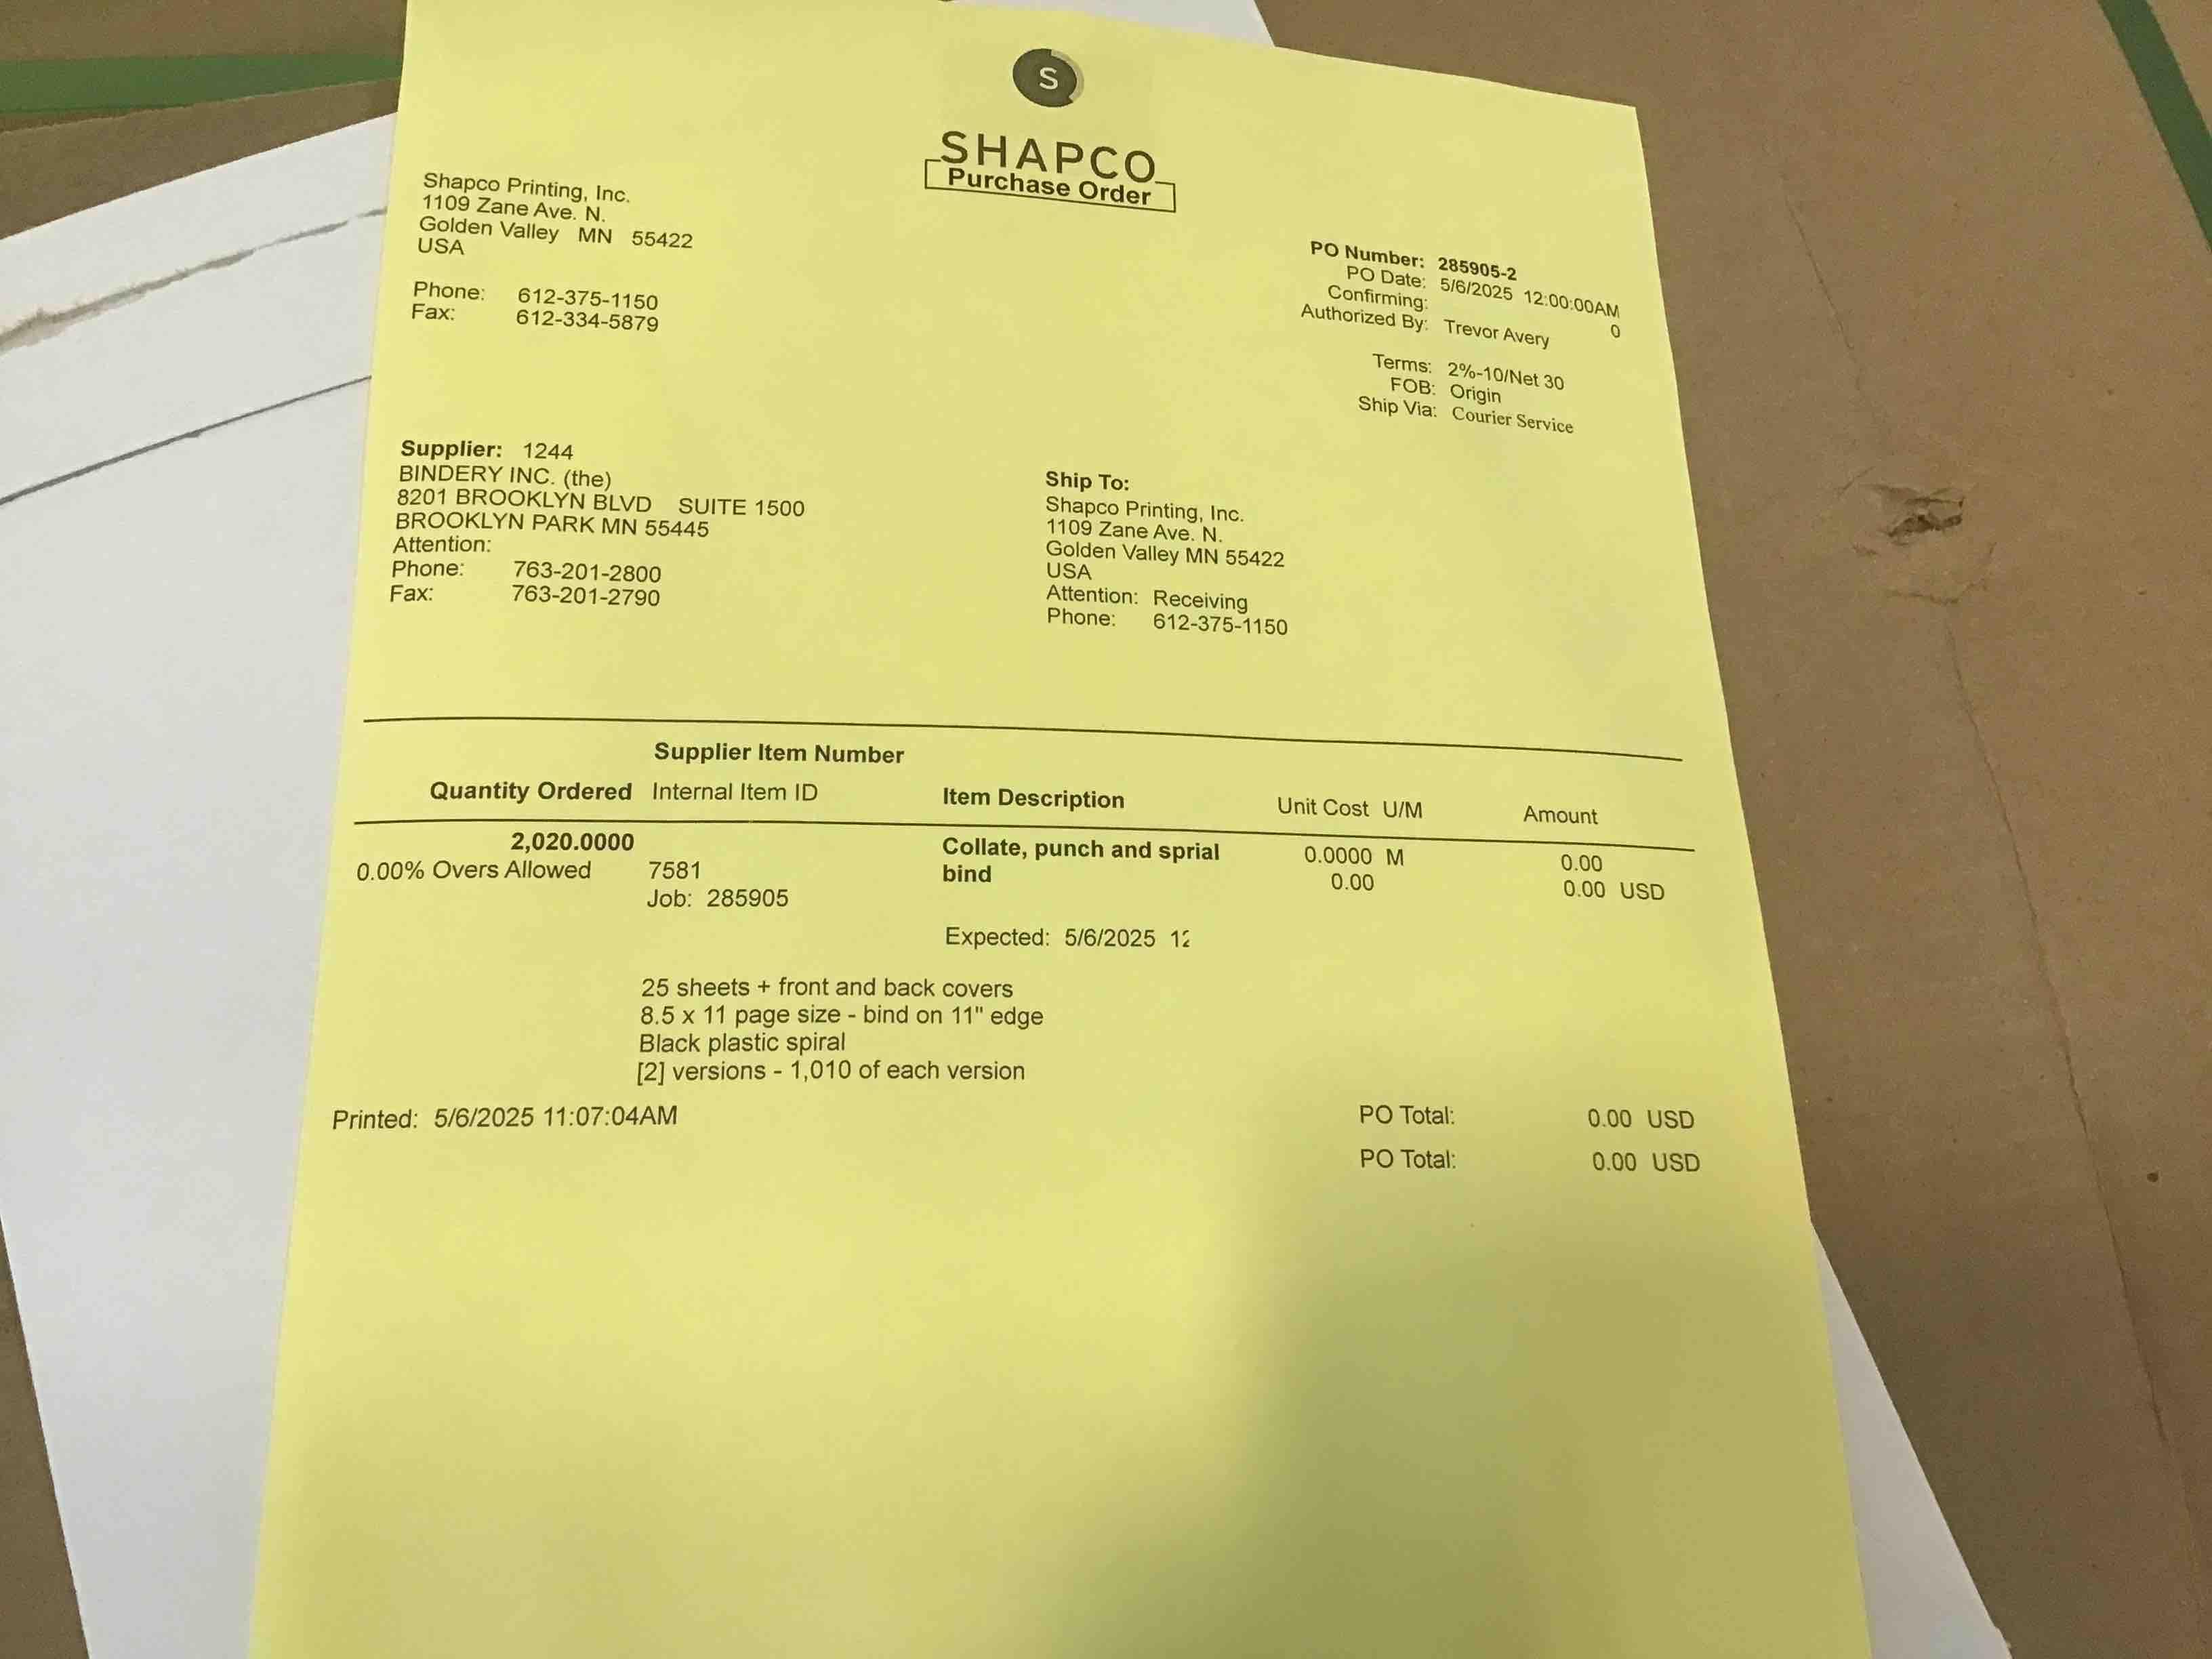 S
SHAPCO
Purchase Order
Shapco Printing, Inc.
1109 Zane Ave. N.
Golden Valley MN 55422
USA
Phone: 612-375-1150
Fax: 612-334-5879
PO Number: 285905-2
PO Date: 5/6/2025 12:00:00AM
Confirming: 0
Authorized By: Trevor Avery
Terms: 2%-10/Net 30
FOB: Origin
Ship Via: Courier Service
Supplier: 1244
BINDERY INC. (the)
8201 BROOKLYN BLVD SUITE 1500
BROOKLYN PARK MN 55445
Attention:
Phone: 763-201-2800
Fax: 763-201-2790
Ship To:
Shapco Printing, Inc.
1109 Zane Ave. N.
Golden Valley MN 55422
USA
Attention: Receiving
Phone: 612-375-1150
Supplier Item Number
Quantity Ordered Internal Item ID Item Description Unit Cost U/M Amount
2,020.0000 Collate, punch and sprial 0.0000 M 0.00
0.00% Overs Allowed 7581 bind 0.00 0.00 USD
Job: 285905
Expected: 5/6/2025 12
25 sheets + front and back covers
8.5 x 11 page size - bind on 11" edge
Black plastic spiral
[2] versions - 1,010 of each version
Printed: 5/6/2025 11:07:04AM PO Total: 0.00 USD
PO Total: 0.00 USD